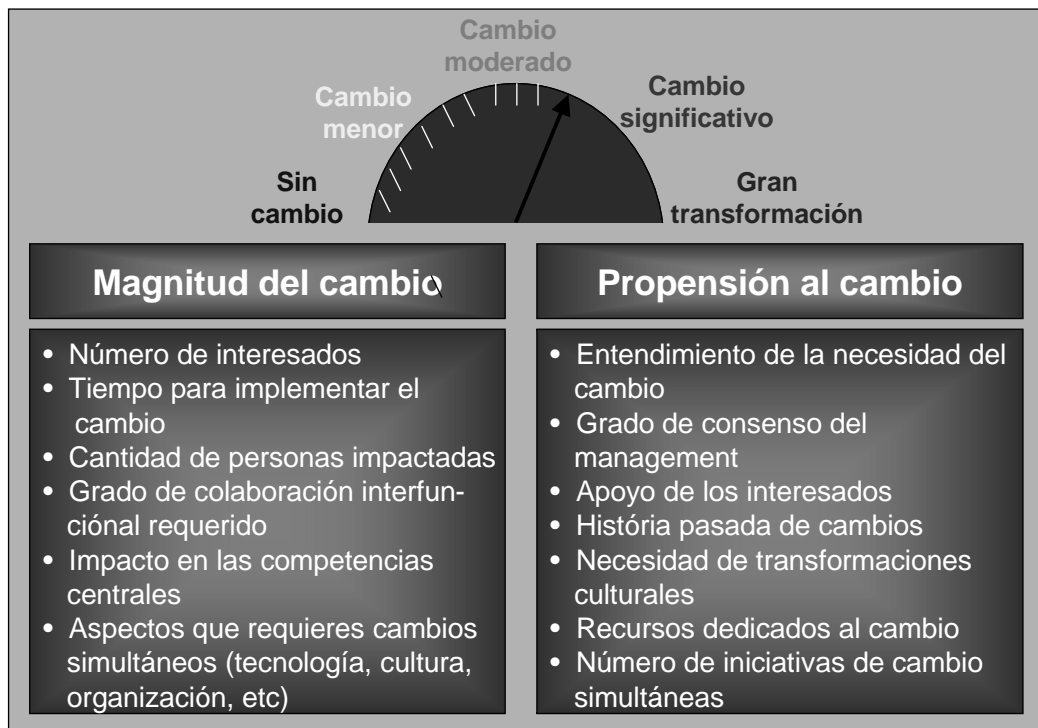 Cambio
moderado
Cambio
menor
Cambio
significativo
Sin
cambio
Gran
transformación
Magnitud del cambio
• Número de interesados
• Tiempo para implementar el
cambio
• Cantidad de personas impactadas
• Grado de colaboración interfun-
ciónal requerido
• Impacto en las competencias
centrales
• Aspectos que requieres cambios
simultáneos (tecnología, cultura,
organización, etc)
Propensión al cambio
• Entendimiento de la necesidad del
cambio
• Grado de consenso del
management
• Apoyo de los interesados
• História pasada de cambios
• Necesidad de transformaciones
culturales
• Recursos dedicados al cambio
• Número de iniciativas de cambio
simultáneas